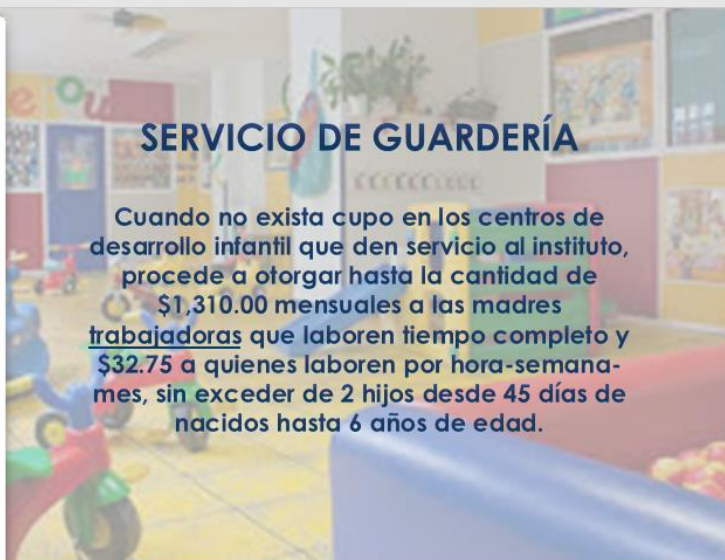 SERVICIO DE GUARDERÍA
Cuando no exista cupo en los centros de
desarrollo infantil que den servicio al instituto,
procede a otorgar hasta la cantidad de
$1,310.00 mensuales a las madres
trabajadoras que laboren tiempo completo y
$32.75 a quienes laboren por hora-semana-
mes, sin exceder de 2 hijos desde 45 días de
nacidos hasta 6 años de edad.